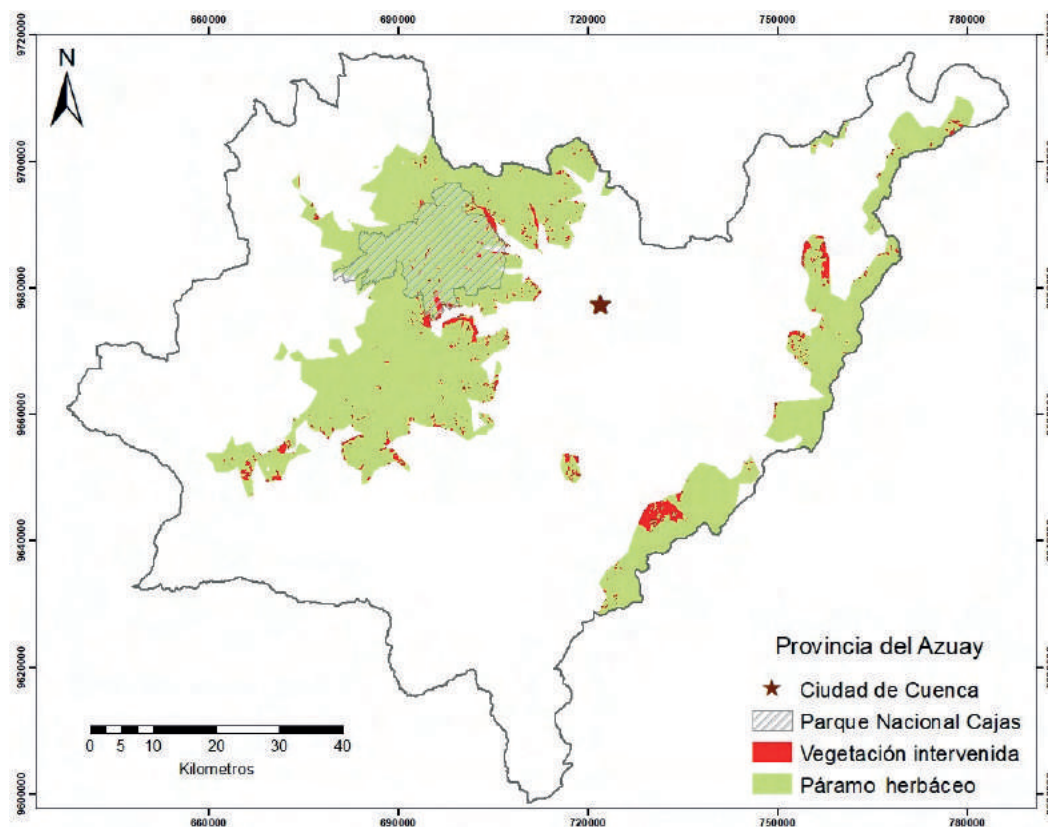 660000 690000 720000 750000 780000
9720000
N
9700000
9680000
9660000
9640000
9620000
9600000
Provincia del Azuay
Ciudad de Cuenca
Parque Nacional Cajas
Vegetación intervenida
Páramo herbáceo
0 5 10 20 30 40
Kilometros
660000 690000 720000 750000 780000